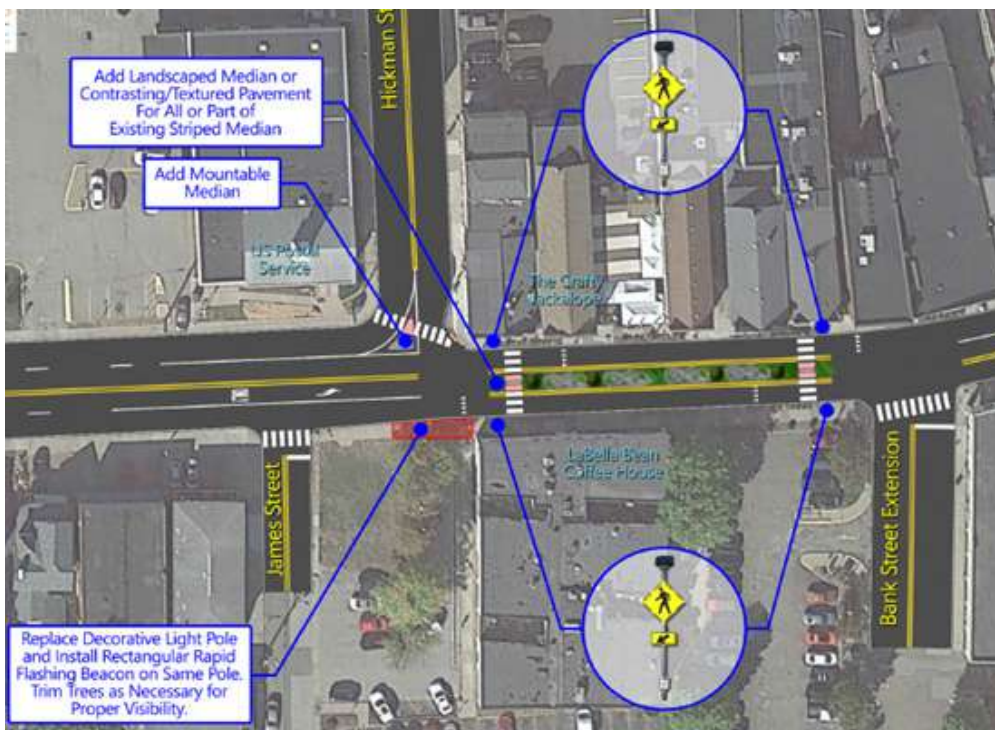 Hickman St
Add Landscaped Median or
Contrasting/Textured Pavement
For All or Part of
Existing Striped Median
Add Mountable
Median
US Postal
Service
The Crafty
Jackalope
LaBella Bean
Coffee House
James Street
Bank Street Extension
Replace Decorative Light Pole
and Install Rectangular Rapid
Flashing Beacon on Same Pole.
Trim Trees as Necessary for
Proper Visibility.